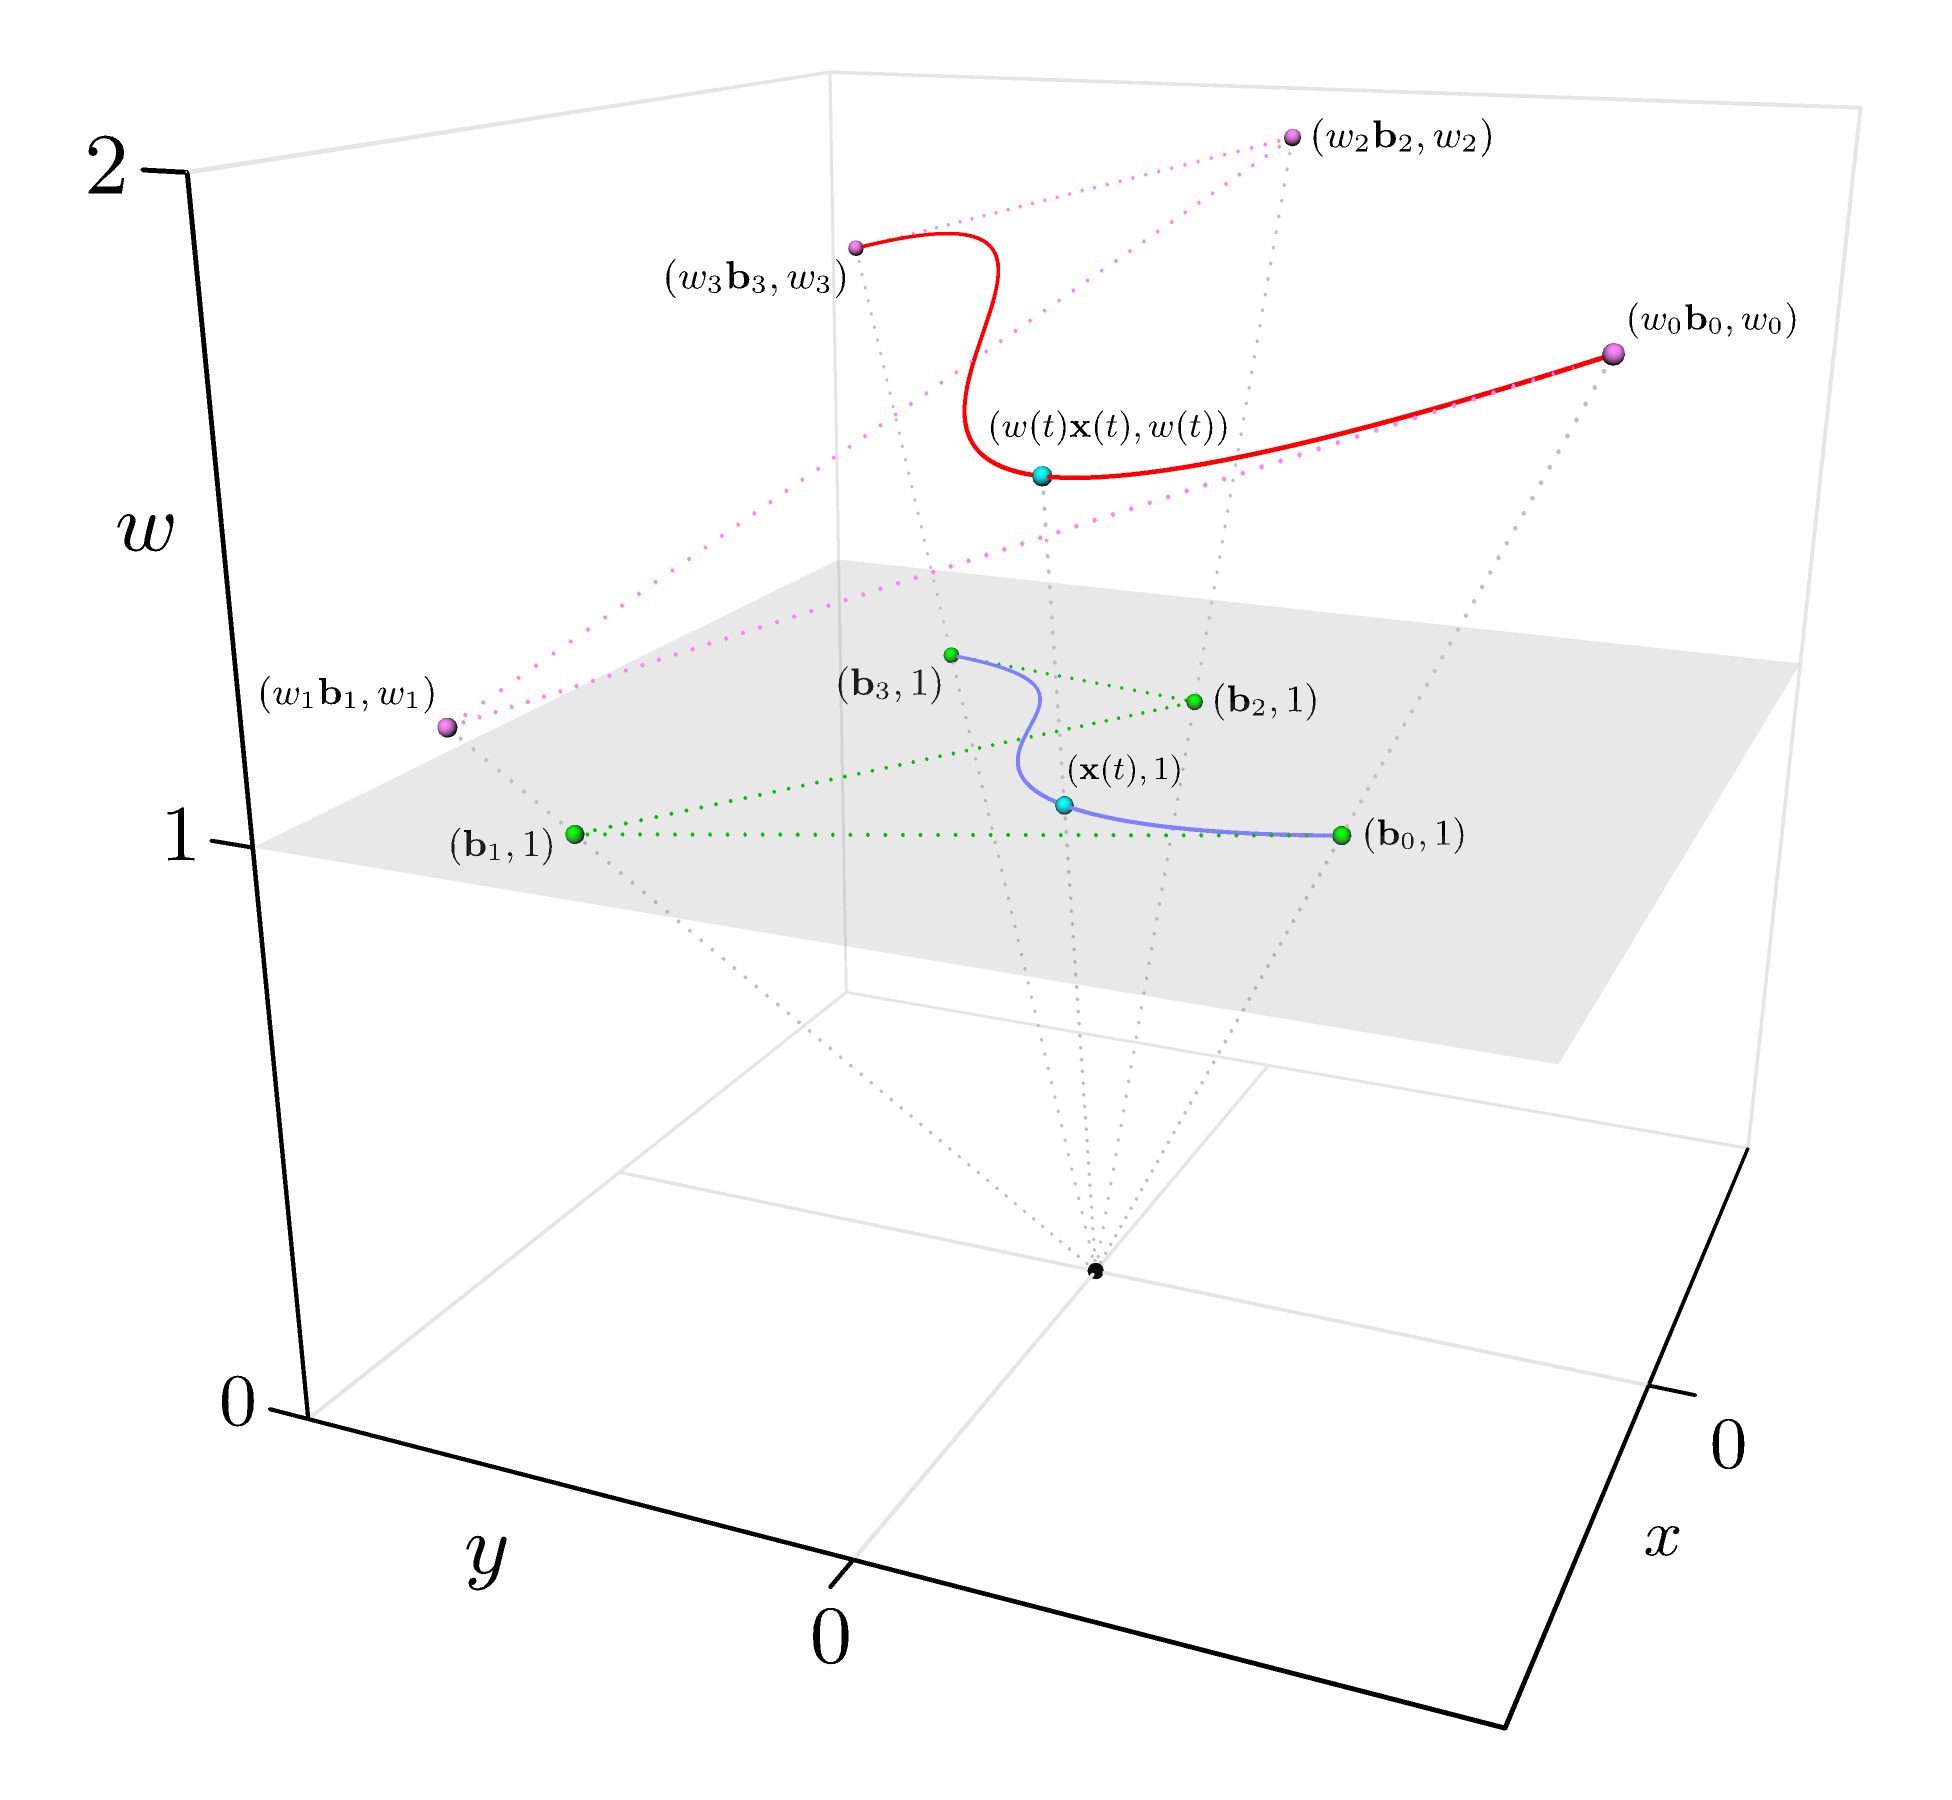 2
(w₂𝐛₂, w₂)
(w₃𝐛₃, w₃)
(w₀𝐛₀, w₀)
(w(t)𝐱(t), w(t))
w
(𝐛₃, 1)
(w₁𝐛₁, w₁)
(𝐛₂, 1)
(𝐱(t), 1)
1
(𝐛₁, 1)
(𝐛₀, 1)
0
0
y
x
0